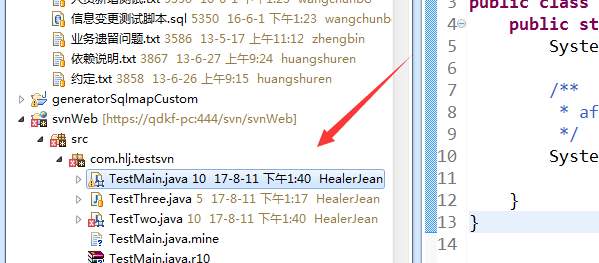 信息变更测试脚本.sql 5350 16-6-1 下午1:23 wangchunb
业务遗留问题.txt 3586 13-5-17 上午11:12 zhengbin
依赖说明.txt 3867 13-6-27 上午9:24 huangshuren
约定.txt 3858 13-6-26 上午9:15 huangshuren
generatorSqlmapCustom
svnWeb [https://qdkf-pc:444/svn/svnWeb]
src
com.hlj.testsvn
TestMain.java 10 17-8-11 下午1:40 HealerJean
TestThree.java 5 17-8-11 下午1:17 HealerJean
TestTwo.java 10 17-8-11 下午1:40 HealerJean
TestMain.java.mine
TestMain.java.r10
3 public class
4 public st
5 Syste
6
7 /**
8 * af
9 */
10 Syste
11
12 }
13 }
14